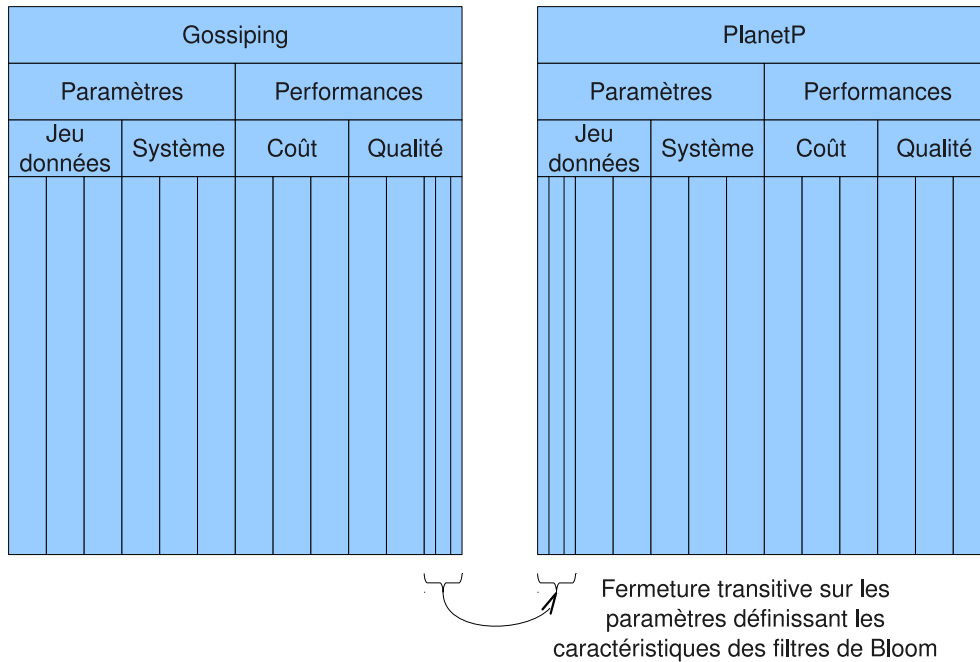 Gossiping
Paramètres
Performances
Jeu
données
Système
Coût
Qualité
PlanetP
Paramètres
Performances
Jeu
données
Système
Coût
Qualité
Fermeture transitive sur les
paramètres définissant les
caractéristiques des filtres de Bloom